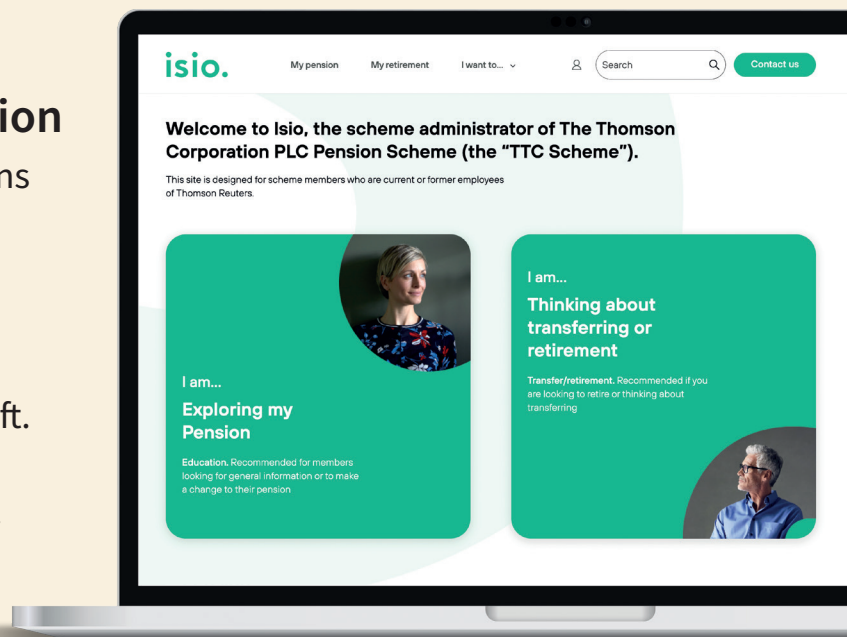 isio.
My pension
My retirement
I want to...
Search
Contact us
Welcome to Isio, the scheme administrator of The Thomson
Corporation PLC Pension Scheme (the “TTC Scheme”).
This site is designed for scheme members who are current or former employees
of Thomson Reuters.
I am...
Exploring my
Pension
Education. Recommended for members
looking for general information or to make
a change to their pension
I am...
Thinking about
transferring or
retirement
Transfer/retirement. Recommended if you
are looking to retire or thinking about
transferring